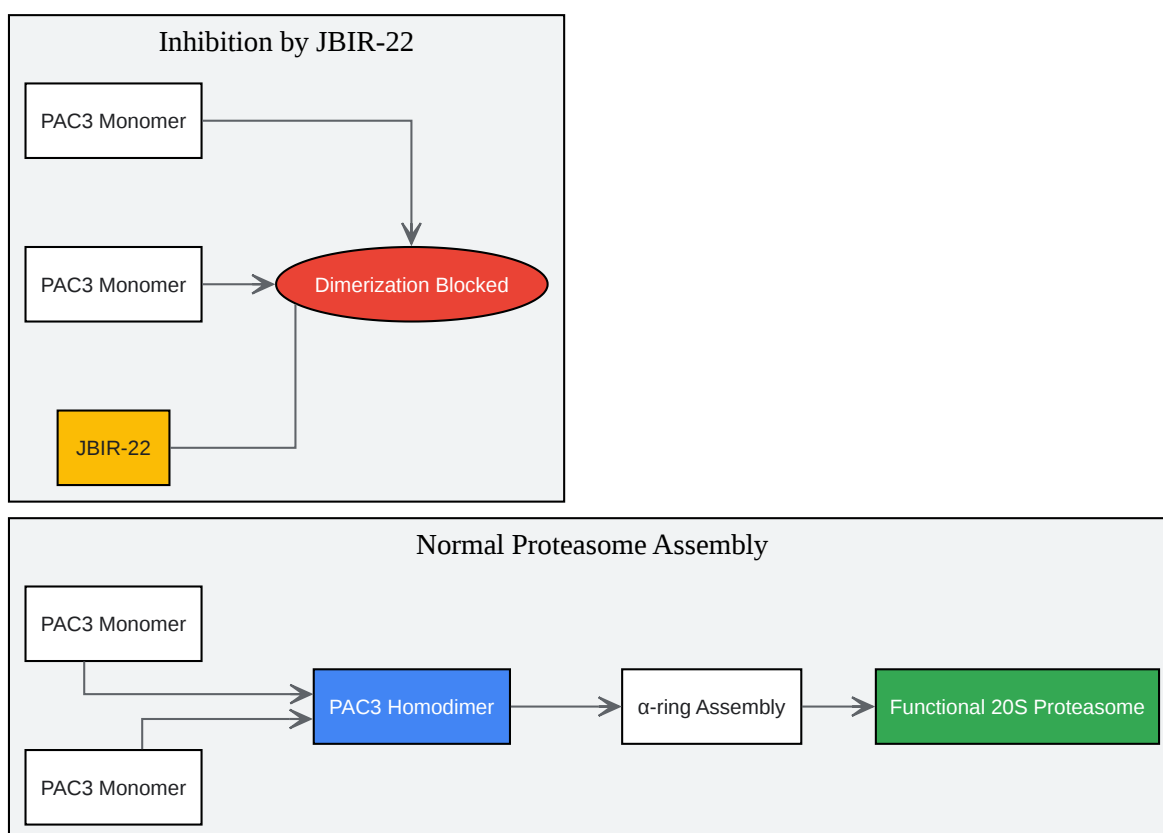 Inhibition by JBIR-22
PAC3 Monomer
PAC3 Monomer
Dimerization Blocked
JBIR-22
Normal Proteasome Assembly
PAC3 Monomer
PAC3 Homodimer
α-ring Assembly
Functional 20S Proteasome
PAC3 Monomer